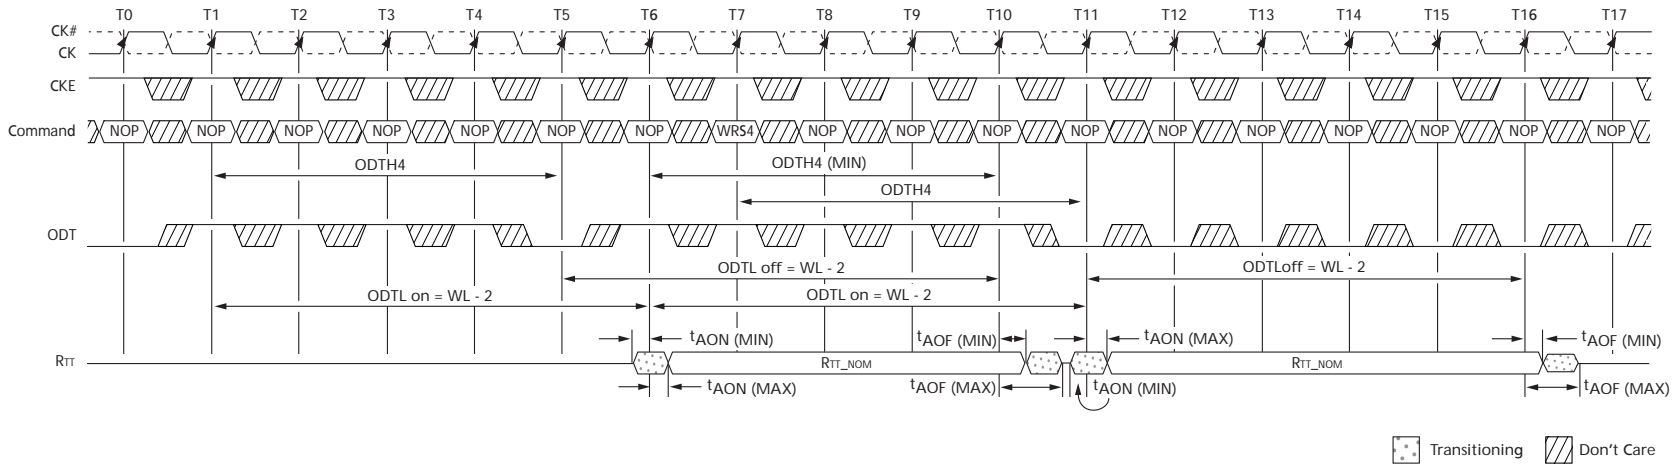 T0 T1 T2 T3 T4 T5 T6 T7 T8 T9 T10 T11 T12 T13 T14 T15 T16 T17
CK#
CK
CKE
Command NOP NOP NOP NOP NOP NOP NOP WRS4 NOP NOP NOP NOP NOP NOP NOP NOP NOP NOP
ODTH4 ODTH4 (MIN)
ODTH4
ODT
ODTL off = WL - 2 ODTLoff = WL - 2
ODTL on = WL - 2 ODTL on = WL - 2
tAON (MIN) tAOF (MIN) tAON (MAX) tAOF (MIN)
RTT RTT_NOM RTT_NOM
tAON (MAX) tAOF (MAX) tAON (MIN) tAOF (MAX)
Transitioning Don't Care